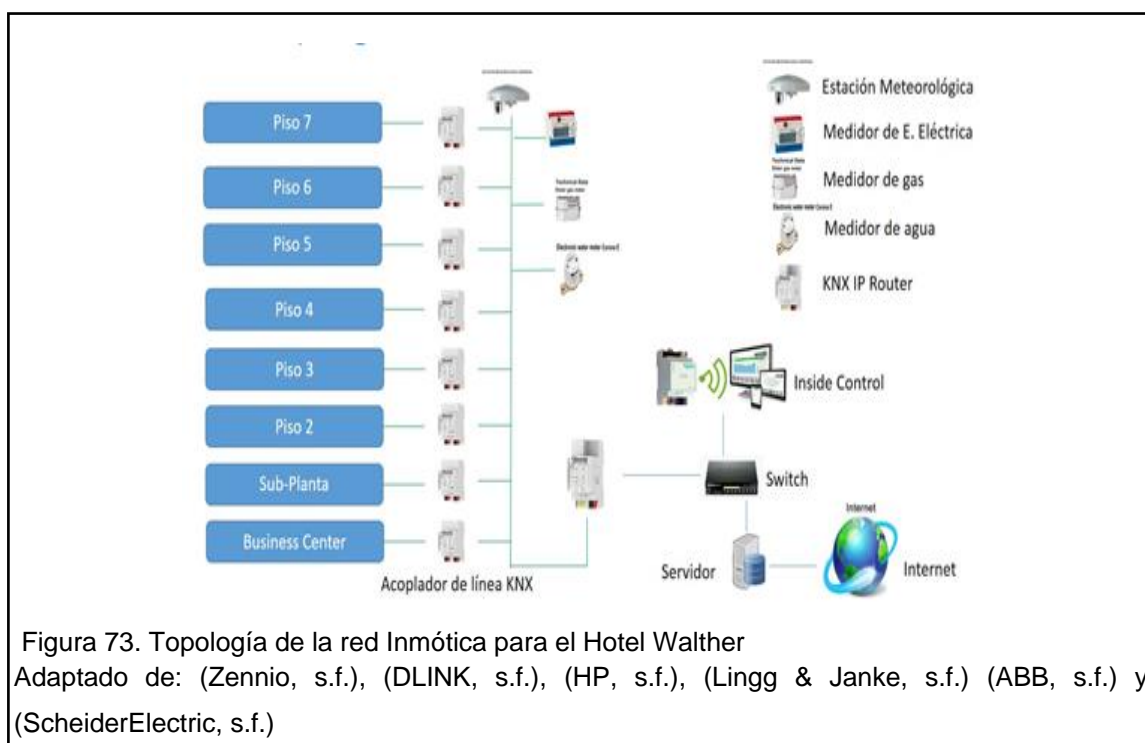 Piso 7
Piso 6
Piso 5
Piso 4
Piso 3
Piso 2
Sub-Planta
Business Center
Acoplador de línea KNX
Estación Meteorológica
Medidor de E. Eléctrica
Medidor de gas
Medidor de agua
KNX IP Router
Inside Control
Switch
Servidor
Internet
Internet
Figura 73. Topología de la red Inmótica para el Hotel Walther
Adaptado de: (Zennio, s.f.), (DLINK, s.f.), (HP, s.f.), (Lingg & Janke, s.f.) (ABB, s.f.) y
(ScheiderElectric, s.f.)